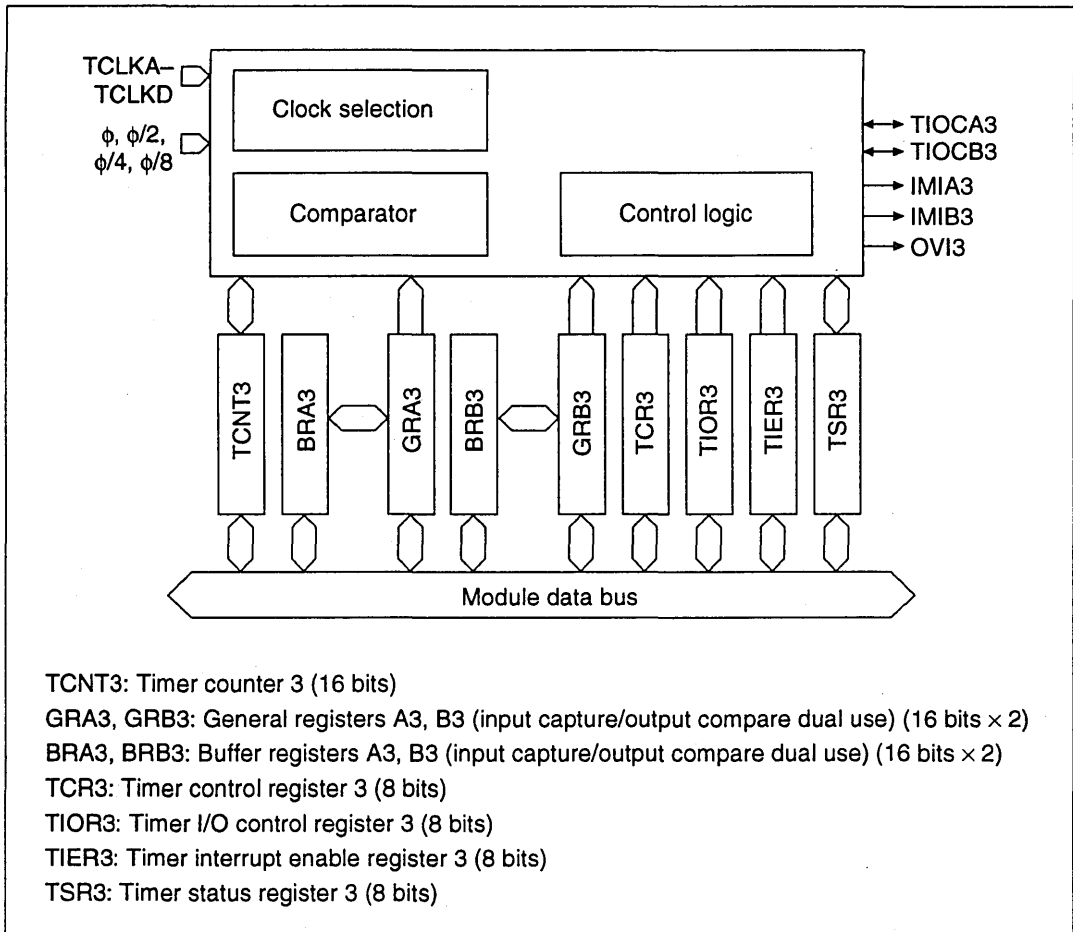 TCLKA–
TCLKD
ϕ, ϕ/2,
ϕ/4, ϕ/8
Clock selection
Comparator
Control logic
TIOCA3
TIOCB3
IMIA3
IMIB3
OVI3
TCNT3
BRA3
GRA3
BRB3
GRB3
TCR3
TIOR3
TIER3
TSR3
Module data bus
TCNT3: Timer counter 3 (16 bits)
GRA3, GRB3: General registers A3, B3 (input capture/output compare dual use) (16 bits × 2)
BRA3, BRB3: Buffer registers A3, B3 (input capture/output compare dual use) (16 bits × 2)
TCR3: Timer control register 3 (8 bits)
TIOR3: Timer I/O control register 3 (8 bits)
TIER3: Timer interrupt enable register 3 (8 bits)
TSR3: Timer status register 3 (8 bits)